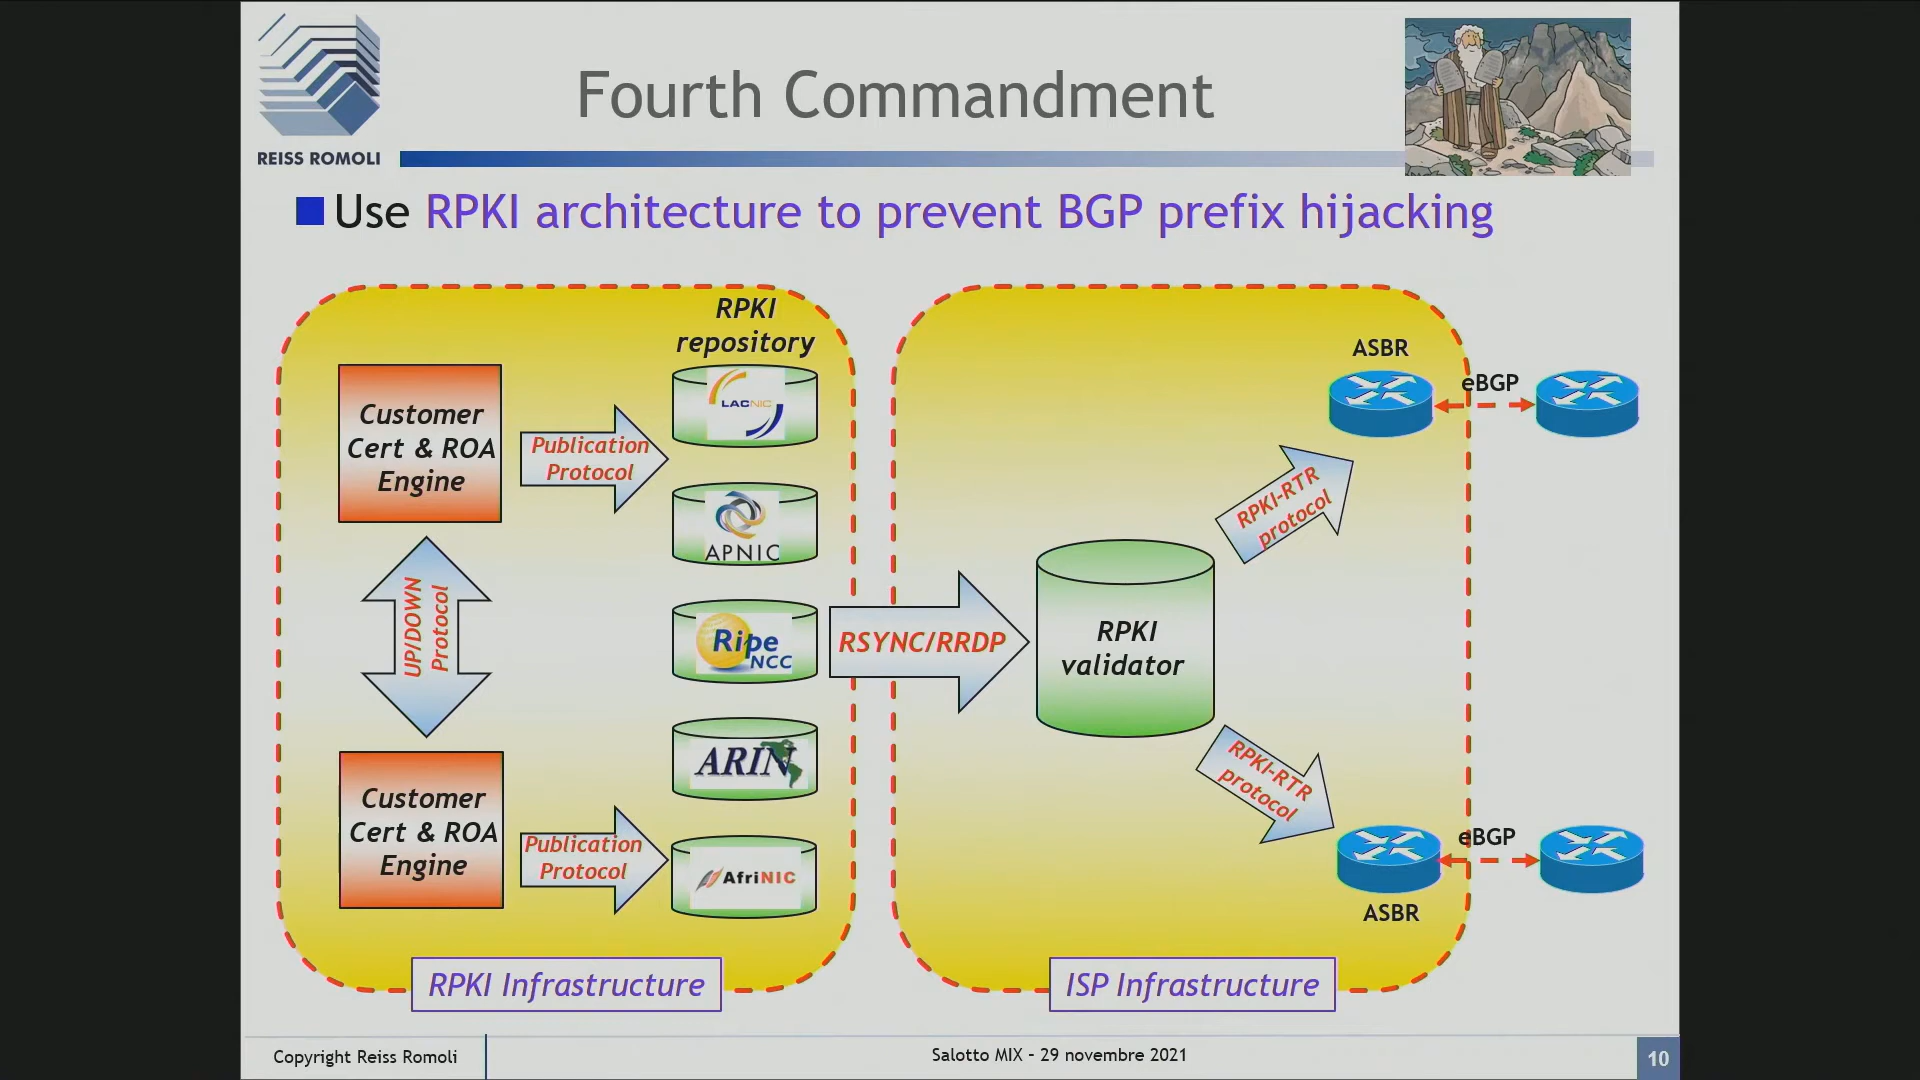 REISS ROMOLI
Fourth Commandment
Use RPKI architecture to prevent BGP prefix hijacking
RPKI
repository
Customer
Cert & ROA
Engine
Publication
Protocol
LACNIC
APNIC
UP/DOWN
Protocol
Ripe
NCC
ARIN
Customer
Cert & ROA
Engine
Publication
Protocol
AfriNIC
RPKI Infrastructure
RSYNC/RRDP
RPKI
validator
RPKI-RTR
protocol
ASBR
eBGP
RPKI-RTR
protocol
eBGP
ASBR
ISP Infrastructure
Copyright Reiss Romoli
Salotto MIX - 29 novembre 2021
10